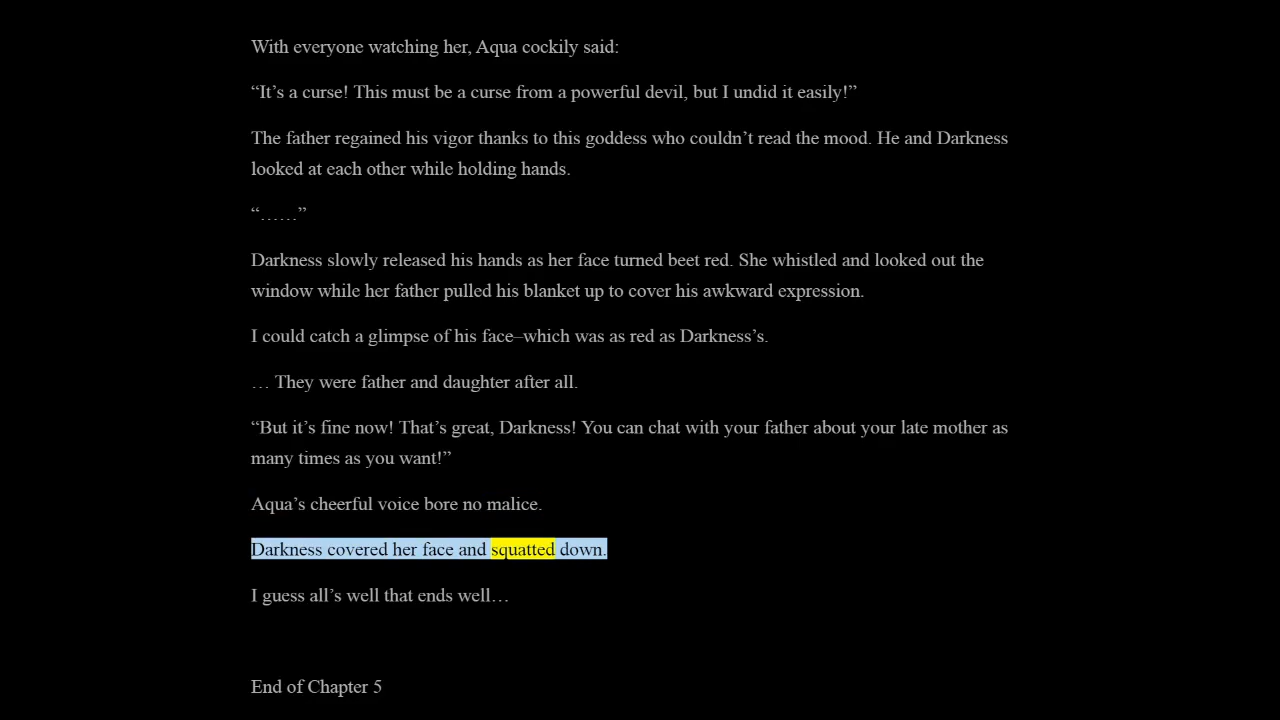 With everyone watching her, Aqua cockily said:
“It’s a curse! This must be a curse from a powerful devil, but I undid it easily!”
The father regained his vigor thanks to this goddess who couldn’t read the mood. He and Darkness
looked at each other while holding hands.
“……”
Darkness slowly released his hands as her face turned beet red. She whistled and looked out the
window while her father pulled his blanket up to cover his awkward expression.
I could catch a glimpse of his face–which was as red as Darkness’s.
… They were father and daughter after all.
“But it’s fine now! That’s great, Darkness! You can chat with your father about your late mother as
many times as you want!”
Aqua’s cheerful voice bore no malice.
Darkness covered her face and squatted down.
I guess all’s well that ends well…
End of Chapter 5